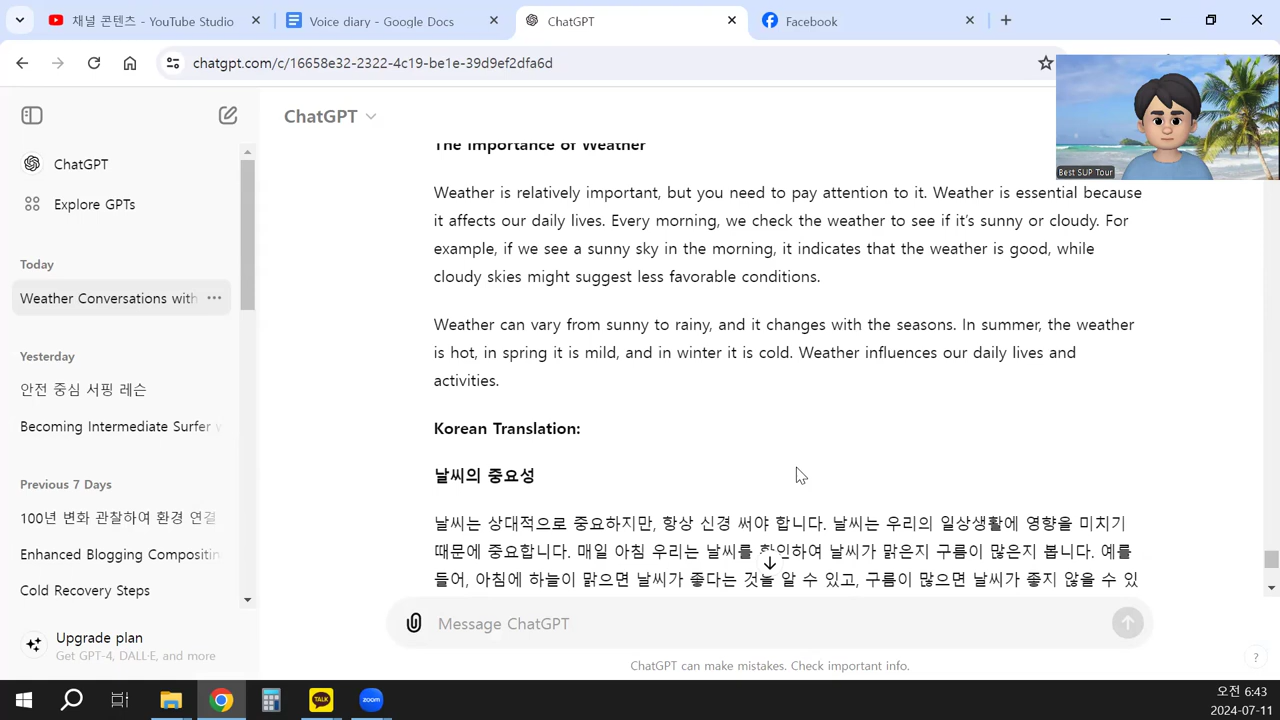 채널 콘텐츠 - YouTube Studio
Voice diary - Google Docs
ChatGPT
Facebook
chatgpt.com/c/16658e32-2322-4c19-be1e-39d9ef2dfa6d
Best SUP Tour
ChatGPT
Explore GPTs
Today
Weather Conversations with
Yesterday
안전 중심 서핑 레슨
Becoming Intermediate Surfer
Previous 7 Days
100년 변화 관찰하여 환경 연결
Enhanced Blogging
Cold Recovery Steps
Upgrade plan
Get GPT-4, DALL·E, and more
ChatGPT
The Importance of Weather
Weather is relatively important, but you need to pay attention to it. Weather is essential because
it affects our daily lives. Every morning, we check the weather to see if it's sunny or cloudy. For
example, if we see a sunny sky in the morning, it indicates that the weather is good, while
cloudy skies might suggest less favorable conditions.
Weather can vary from sunny to rainy, and it changes with the seasons. In summer, the weather
is hot, in spring it is mild, and in winter it is cold. Weather influences our daily lives and
activities.
Korean Translation:
날씨의 중요성
날씨는 상대적으로 중요하지만, 항상 신경 써야 합니다. 날씨는 우리의 일상생활에 영향을 미치기
때문에 중요합니다. 매일 아침 우리는 날씨를 확인하여 날씨가 맑은지 구름이 많은지 봅니다. 예를
들어, 아침에 하늘이 맑으면 날씨가 좋다는 것을 알 수 있고, 구름이 많으면 날씨가 좋지 않을 수 있
Message ChatGPT
ChatGPT can make mistakes. Check important info.
?
TALK
zoom
오전 6:43
2024-07-11